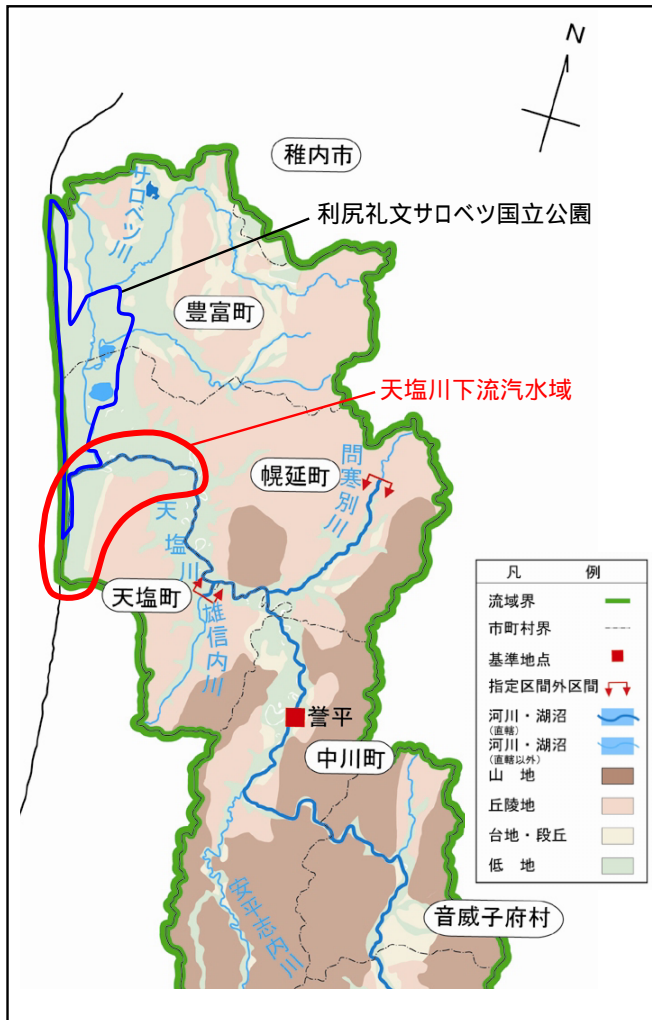 N
稚内市
サロベツ川
利尻礼文サロベツ国立公園
豊富町
天塩川下流汽水域
問寒別川
幌延町
天塩川
天塩町
雄信内川
誉平
中川町
安平志内川
音威子府村
凡 例
流域界
市町村界
基準地点
指定区間外区間
河川・湖沼
(直轄)
河川・湖沼
(直轄以外)
山 地
丘陵地
台地・段丘
低 地